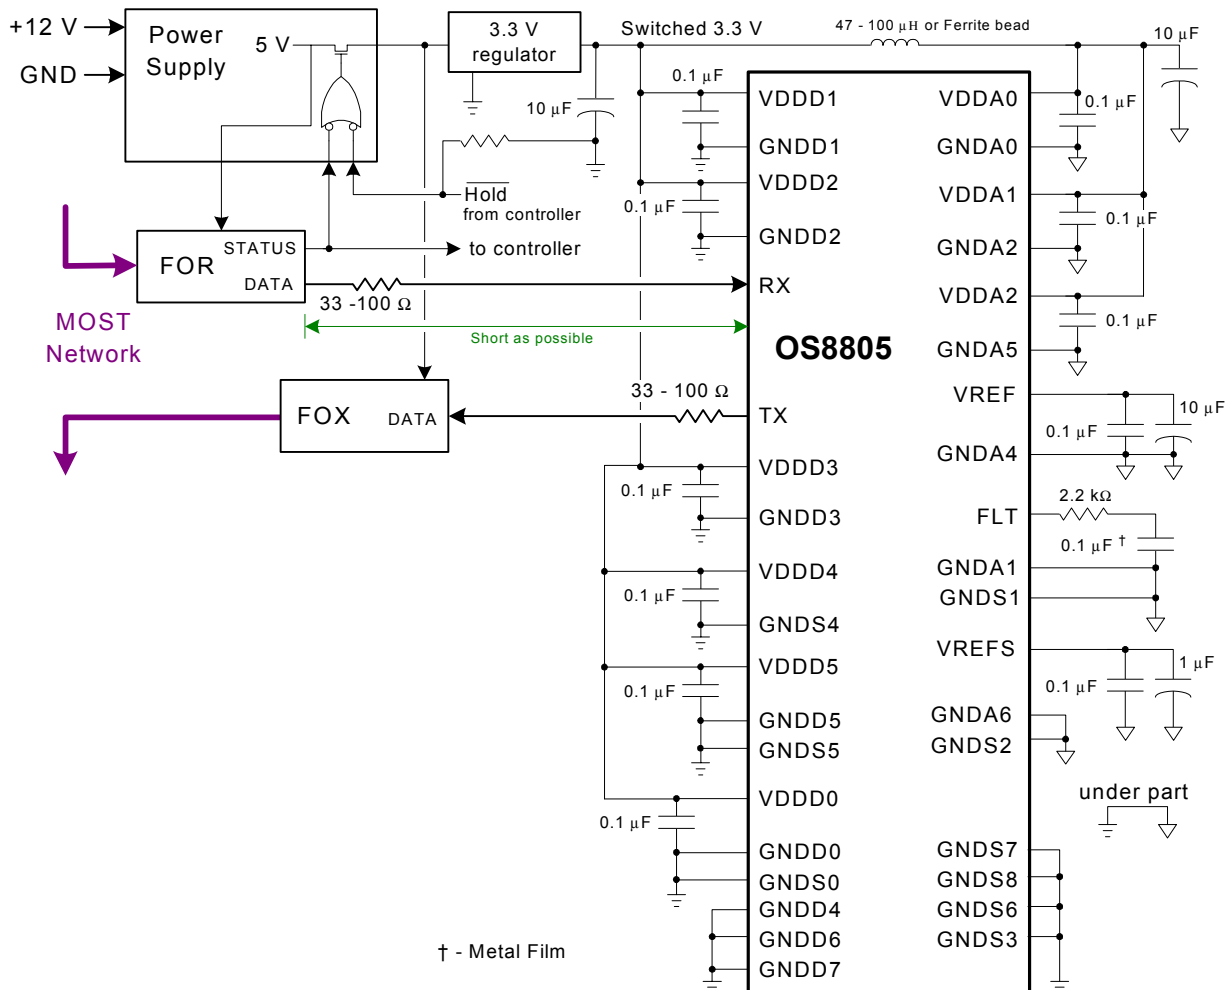 +12 V
GND
Power
Supply
5 V
3.3 V
regulator
Switched 3.3 V
47 - 100 μH or Ferrite bead
10 μF
10 μF
Hold
from controller
to controller
STATUS
FOR
DATA
33 -100 Ω
MOST
Network
Short as possible
FOX
DATA
33 - 100 Ω
OS8805
0.1 μF
VDDD1
GNDD1
VDDD2
0.1 μF
GNDD2
RX
TX
VDDD3
0.1 μF
GNDD3
VDDD4
0.1 μF
GNDS4
VDDD5
0.1 μF
GNDD5
GNDS5
VDDD0
0.1 μF
GNDD0
GNDS0
GNDD4
GNDD6
GNDD7
VDDA0
0.1 μF
GNDA0
VDDA1
0.1 μF
GNDA2
VDDA2
0.1 μF
GNDA5
VREF
10 μF
0.1 μF
GNDA4
2.2 kΩ
FLT
0.1 μF †
GNDA1
GNDS1
VREFS
1 μF
0.1 μF
GNDA6
GNDS2
under part
GNDS7
GNDS8
GNDS6
GNDS3
† - Metal Film